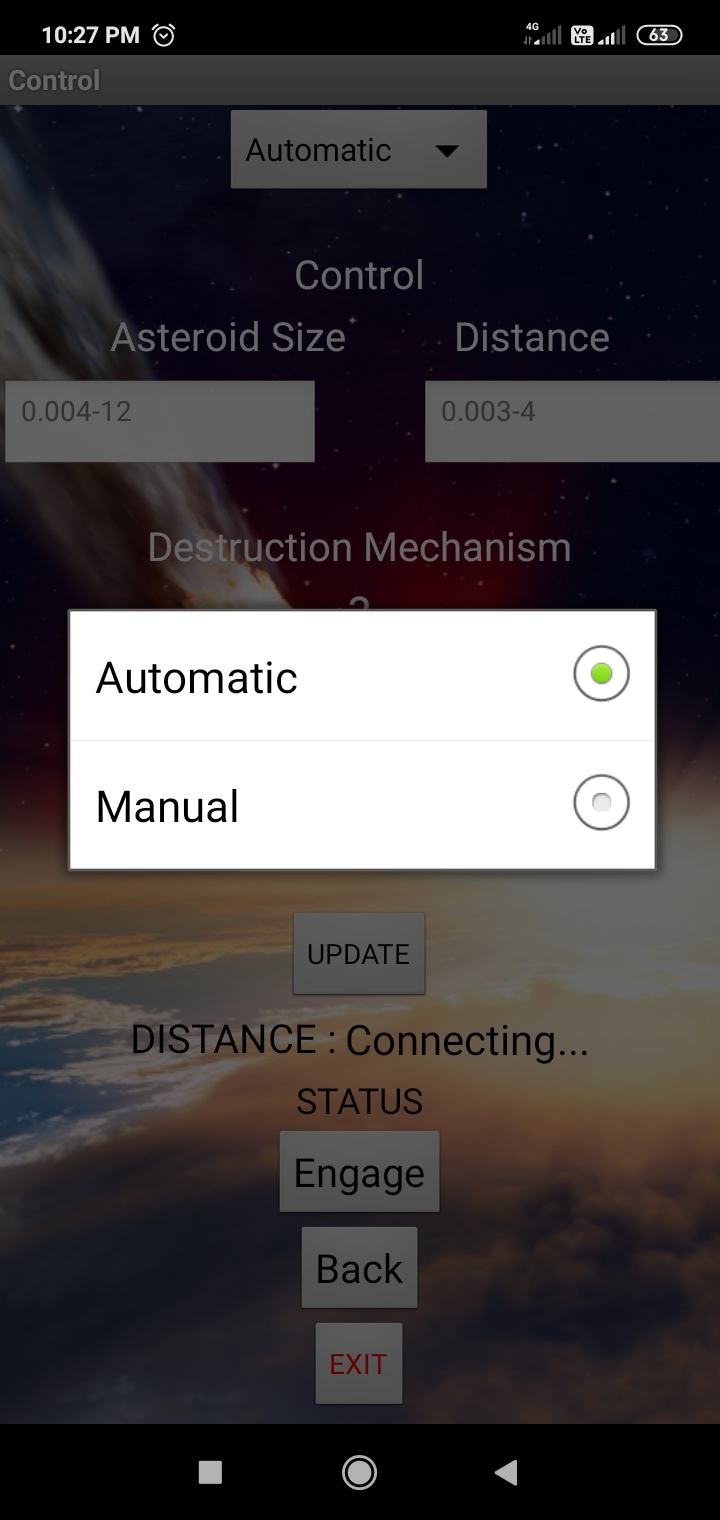 10:27 PM 4G Vo LTE 63
Control
Automatic
Control
Asteroid Size Distance
0.004-12 0.003-4
Destruction Mechanism
Automatic
Manual
UPDATE
DISTANCE : Connecting...
STATUS
Engage
Back
EXIT